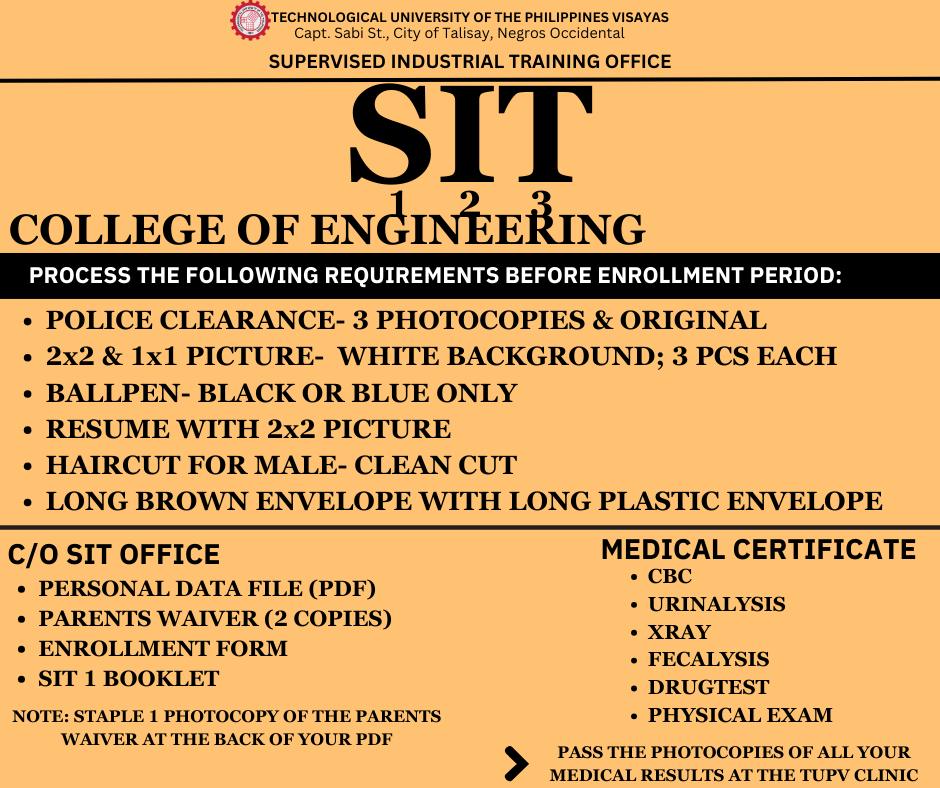 TECHNOLOGICAL UNIVERSITY OF THE PHILIPPINES VISAYAS
Capt. Sabi St., City of Talisay, Negros Occidental
SUPERVISED INDUSTRIAL TRAINING OFFICE
SIT
1 2 3
COLLEGE OF ENGINEERING
PROCESS THE FOLLOWING REQUIREMENTS BEFORE ENROLLMENT PERIOD:
• POLICE CLEARANCE- 3 PHOTOCOPIES & ORIGINAL
• 2x2 & 1x1 PICTURE- WHITE BACKGROUND; 3 PCS EACH
• BALLPEN- BLACK OR BLUE ONLY
• RESUME WITH 2x2 PICTURE
• HAIRCUT FOR MALE- CLEAN CUT
• LONG BROWN ENVELOPE WITH LONG PLASTIC ENVELOPE
C/O SIT OFFICE
• PERSONAL DATA FILE (PDF)
• PARENTS WAIVER (2 COPIES)
• ENROLLMENT FORM
• SIT 1 BOOKLET
NOTE: STAPLE 1 PHOTOCOPY OF THE PARENTS
WAIVER AT THE BACK OF YOUR PDF
MEDICAL CERTIFICATE
• CBC
• URINALYSIS
• XRAY
• FECALYSIS
• DRUGTEST
• PHYSICAL EXAM
PASS THE PHOTOCOPIES OF ALL YOUR
MEDICAL RESULTS AT THE TUPV CLINIC